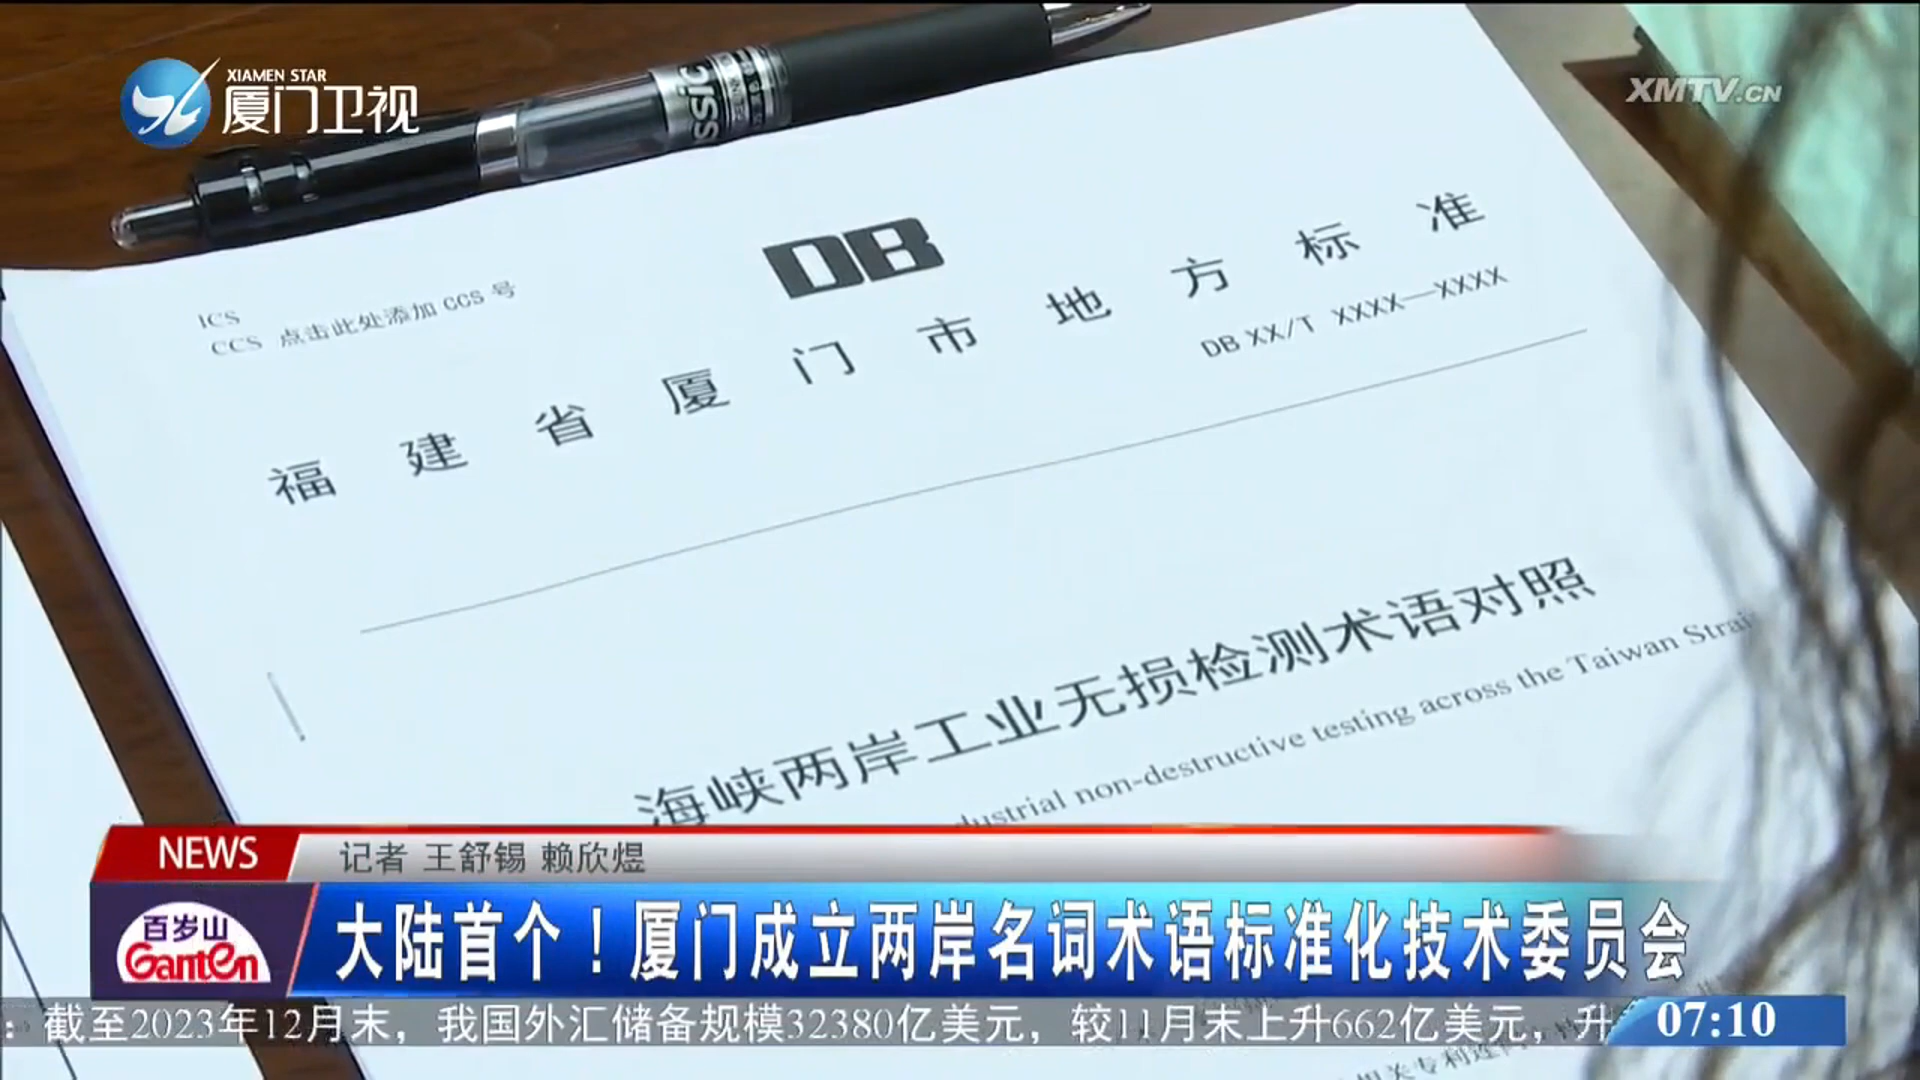 XIAMEN STAR
厦门卫视
XMTV.CN
ssic
DB
ICS
CCS 点击此处添加 CCS 号
福建省厦门市地方标准
DB XX/T XXXX—XXXX
海峡两岸工业无损检测术语对照
non-destructive testing across the Taiwan
NEWS
记者 王舒锡 赖欣煜
百岁山
Ganten
大陆首个！厦门成立两岸名词术语标准化技术委员会
：截至2023年12月末，我国外汇储备规模32380亿美元，较11月末上升662亿美元，升
07:10